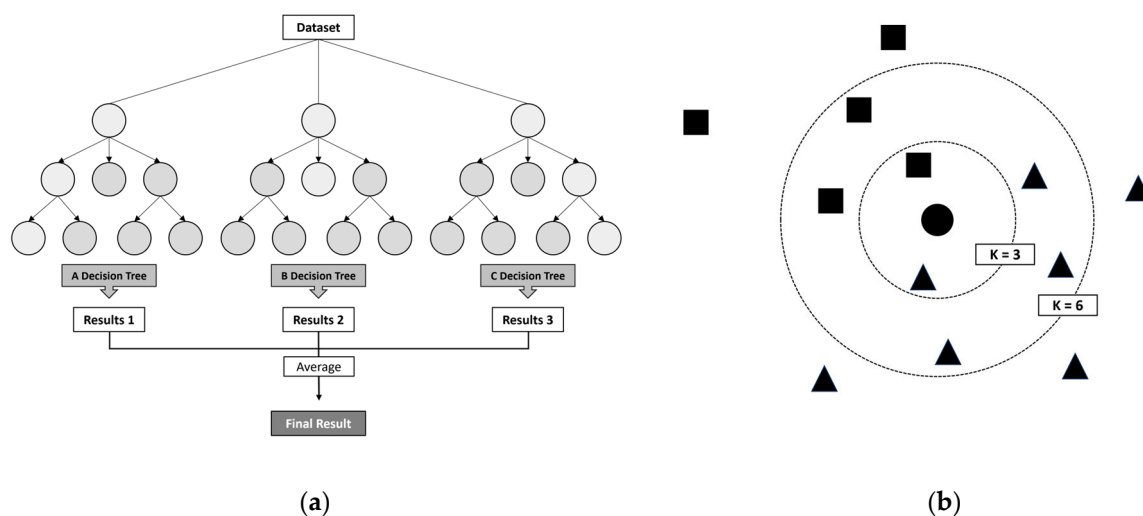 Dataset
A Decision Tree
B Decision Tree
C Decision Tree
Results 1
Results 2
Results 3
Average
Final Result
(a)
K = 3
K = 6
(b)